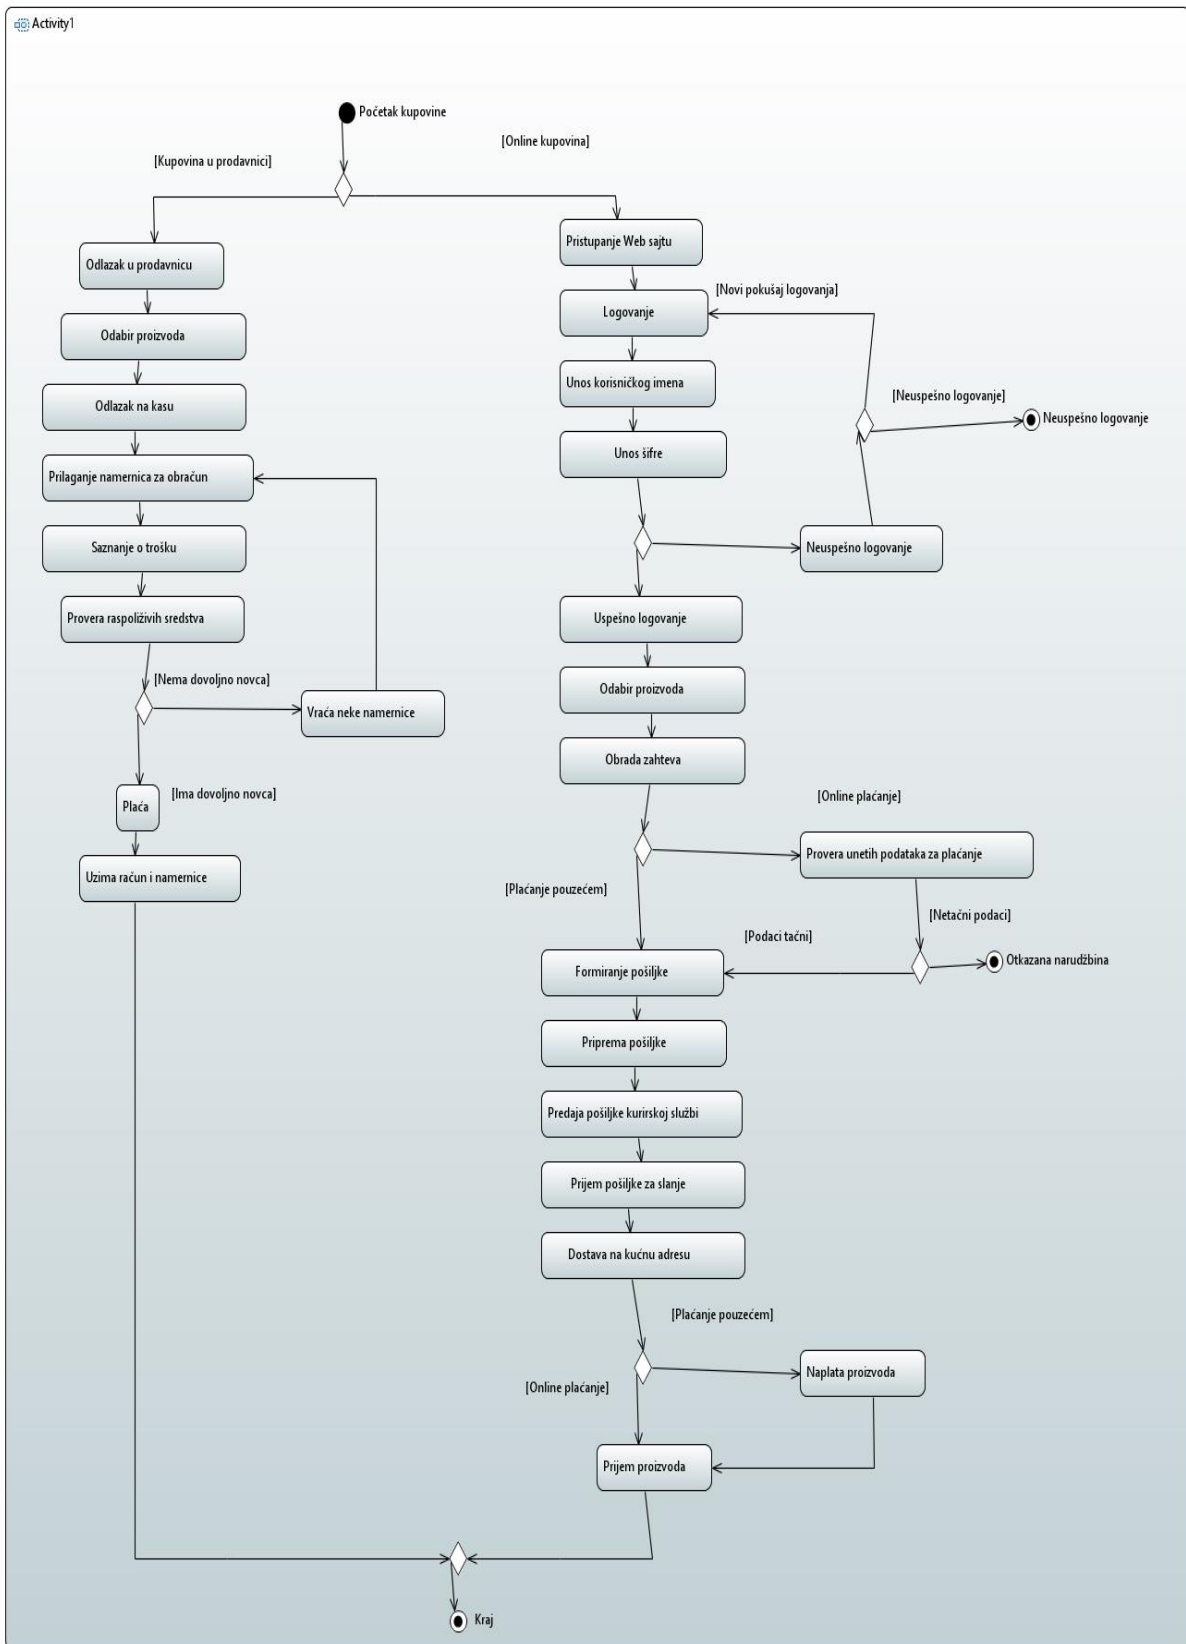 Activity1
Početak kupovine
[Online kupovina]
[Kupovina u prodavnici]
Odlazak u prodavnicu
Odabir proizvoda
Odlazak na kasu
Prilaganje namernica za obračun
Saznanje o trošku
Provera raspoliživih sredstva
[Nema dovoljno novca]
Vraća neke namernice
[Ima dovoljno novca]
Plaća
Uzima račun i namernice
Pristupanje Web sajtu
[Novi pokušaj logovanja]
Logovanje
Unos korisničkog imena
[Neuspešno logovanje]
Neuspešno logovanje
Unos šifre
Neuspešno logovanje
Uspešno logovanje
Odabir proizvoda
Obrada zahteva
[Online plaćanje]
Provera unetih podataka za plaćanje
[Plaćanje pouzećem]
[Netačni podaci]
[Podaci tačni]
Otkazana narudžbina
Formiranje pošiljke
Priprema pošiljke
Predaja pošiljke kurirskoj službi
Prijem pošiljke za slanje
Dostava na kućnu adresu
[Plaćanje pouzećem]
Naplata proizvoda
[Online plaćanje]
Prijem proizvoda
Kraj